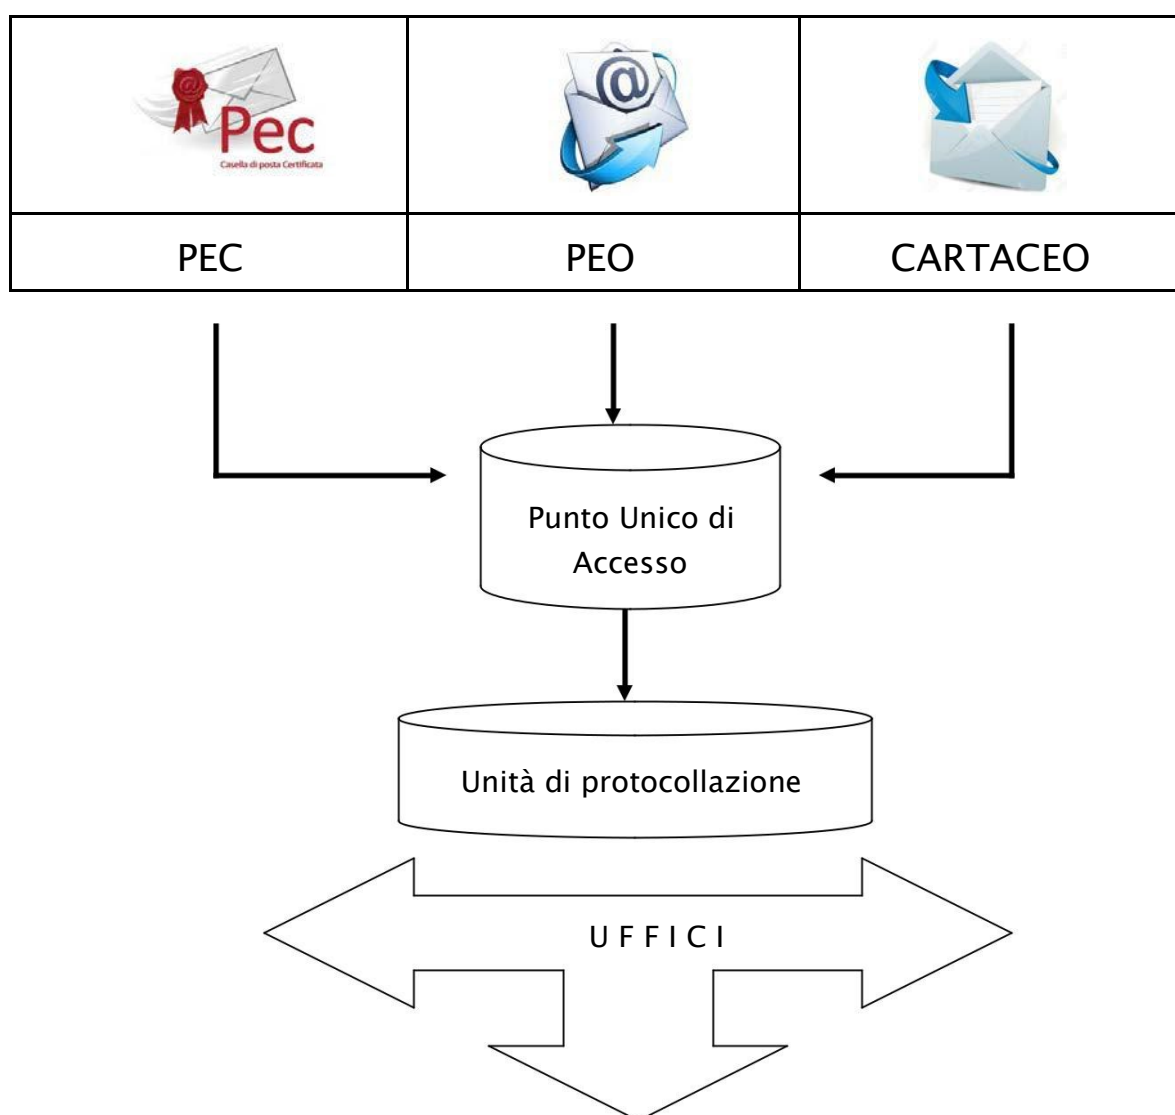 @
Pec
Casella di posta Certificata
@
PEC
PEO
CARTACEO
Punto Unico di
Accesso
Unità di protocollazione
U F F I C I